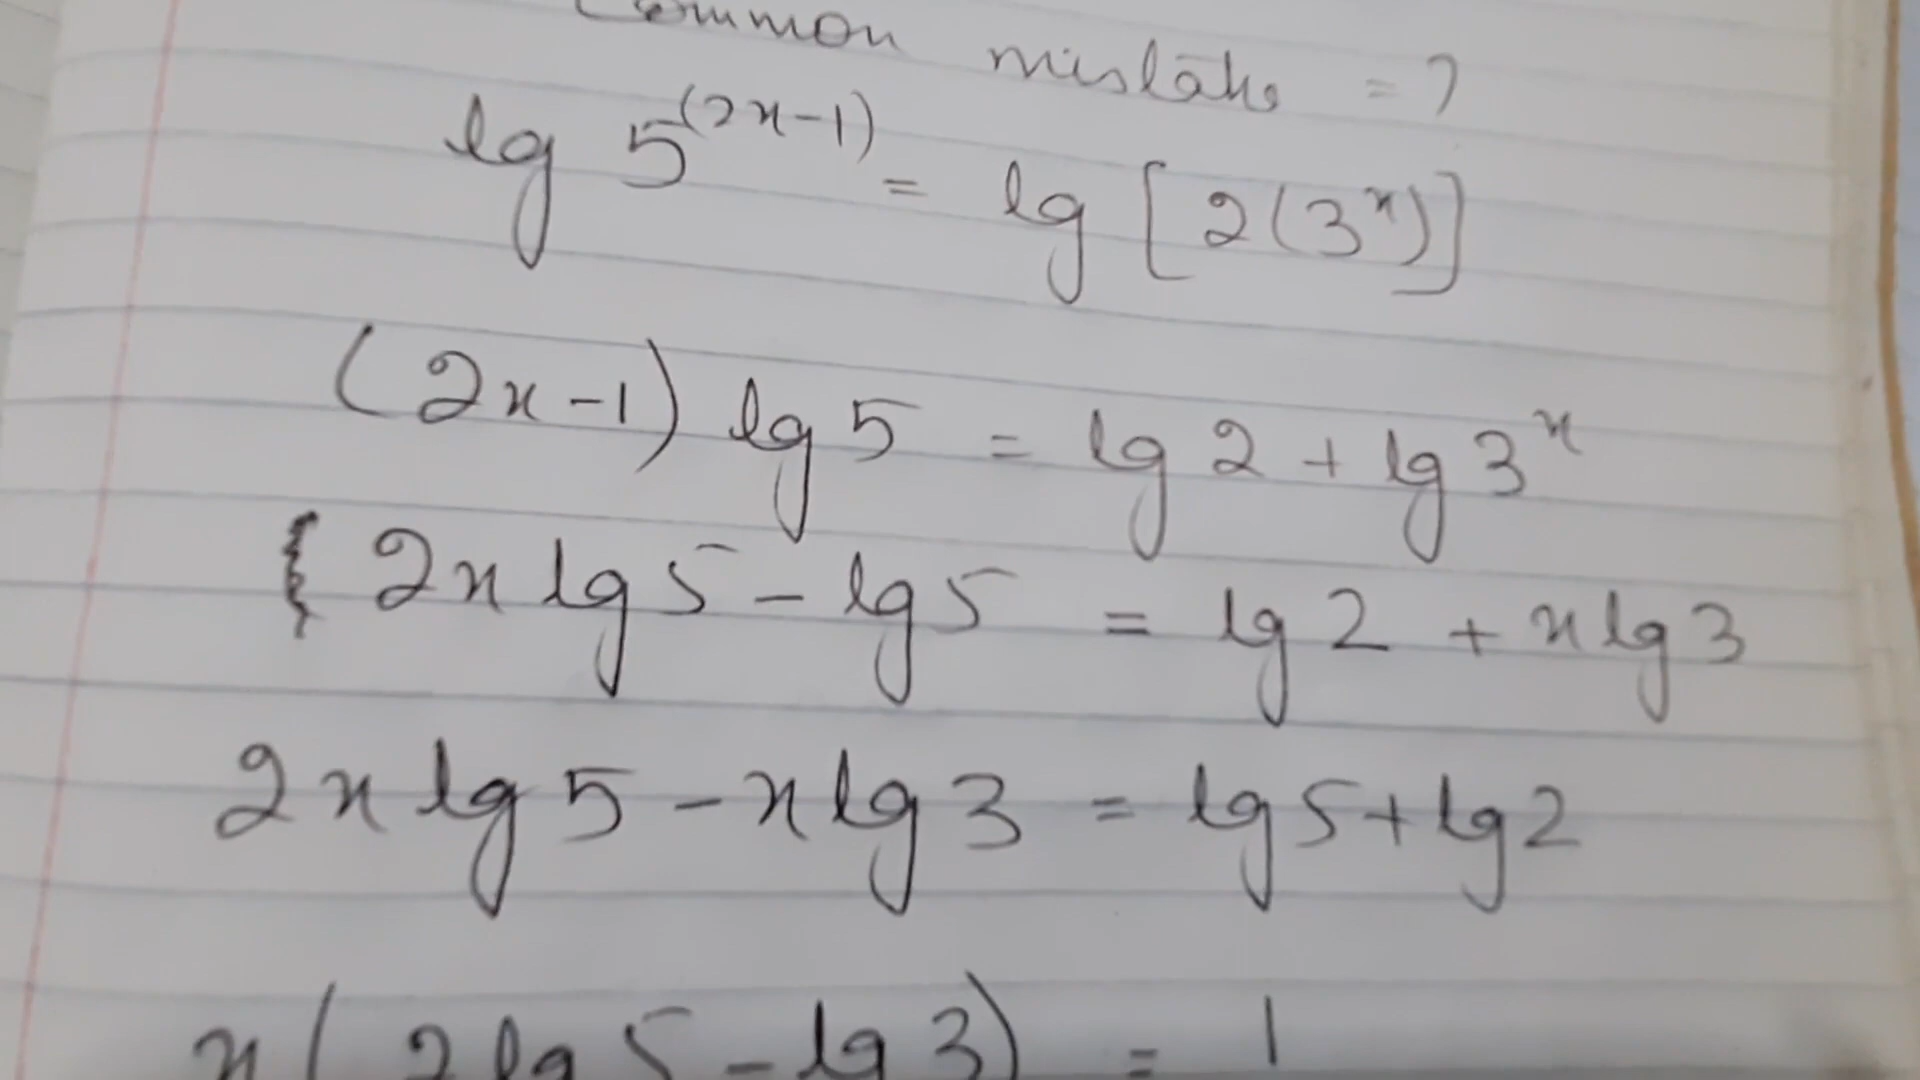 Common mistake = ?
lg 5^(2x-1) = lg [2(3^x)]
(2x-1) lg 5 = lg 2 + lg 3^x
2x lg 5 - lg 5 = lg 2 + x lg 3
2x lg 5 - x lg 3 = lg 5 + lg 2
x(2 lg 5 - lg 3) = 1